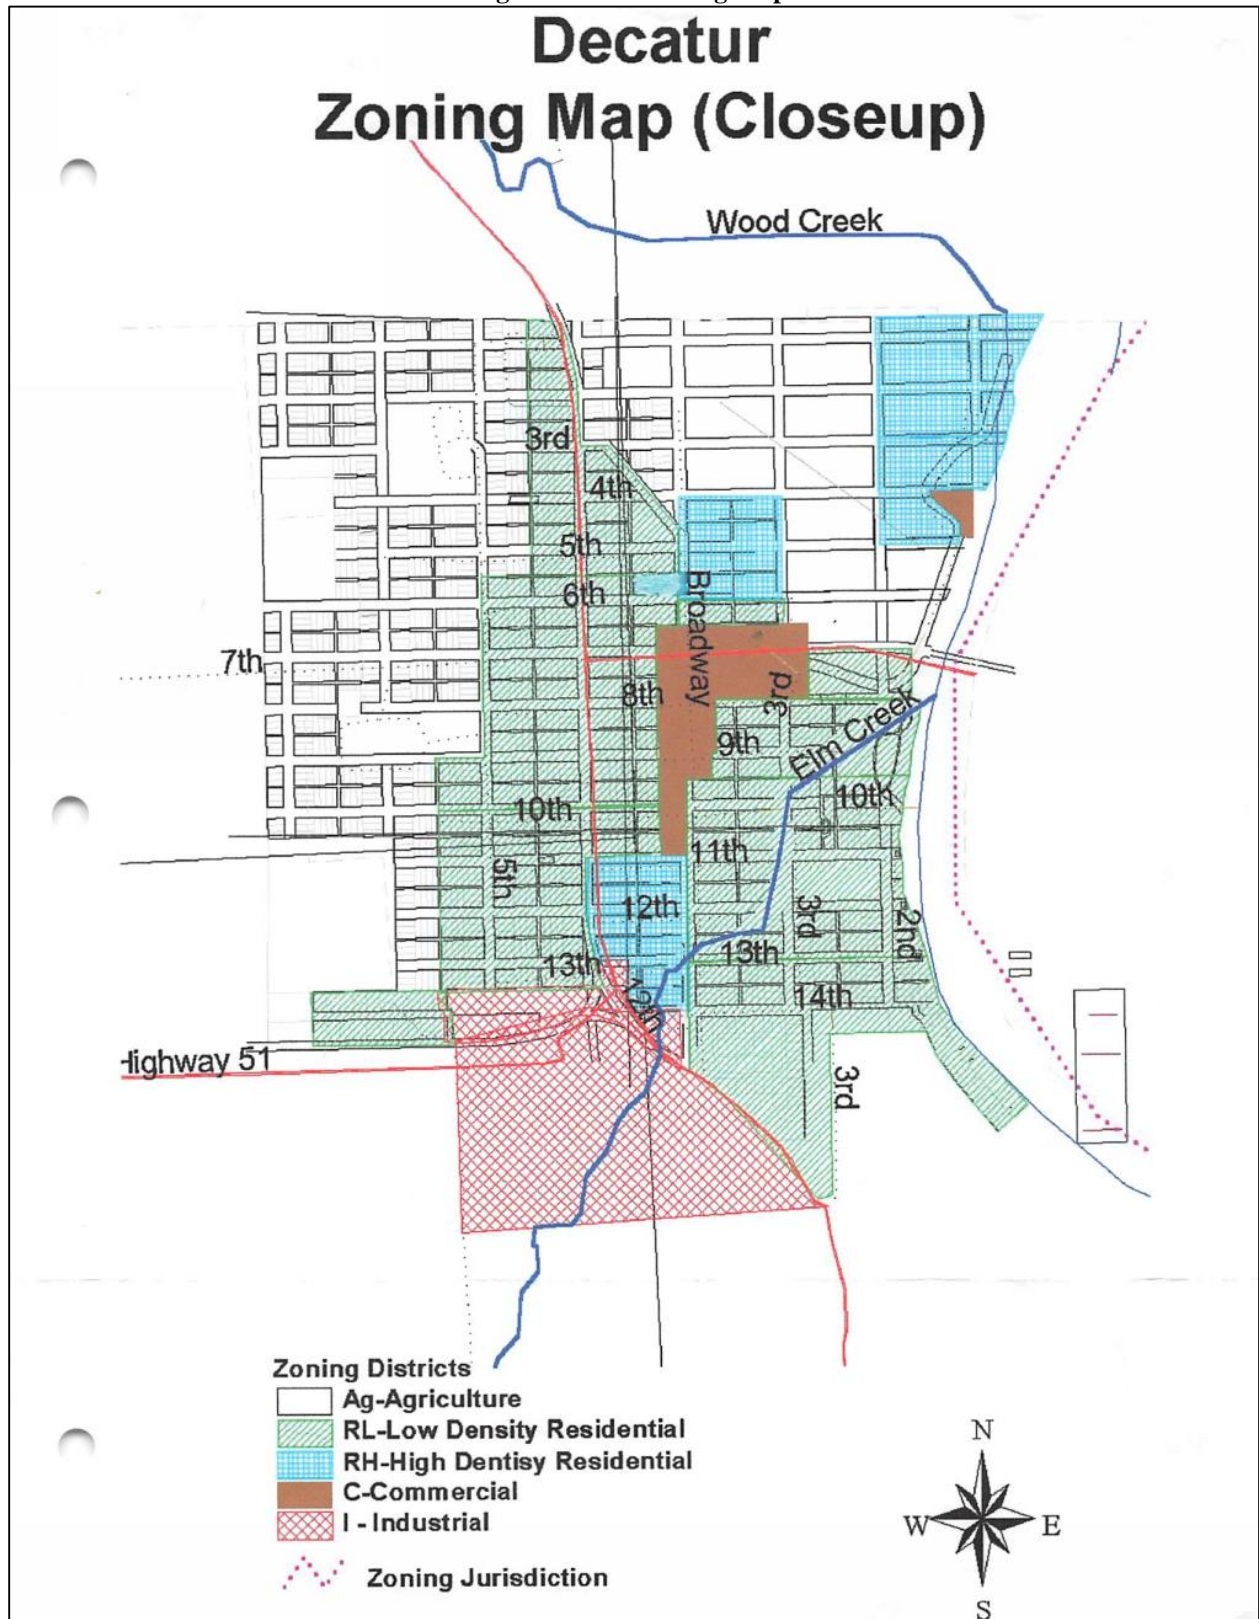 Decatur
Zoning Map (Closeup)
Wood Creek
3rd
4th
5th
6th
Broadway
7th
8th
3rd
9th
Elm Creek
10th
10th
11th
5th
12th
3rd
2nd
13th
13th
12th
14th
Highway 51
3rd
Zoning Districts
Ag-Agriculture
RL-Low Density Residential
RH-High Dentisy Residential
C-Commercial
I - Industrial
Zoning Jurisdiction
N
W
E
S